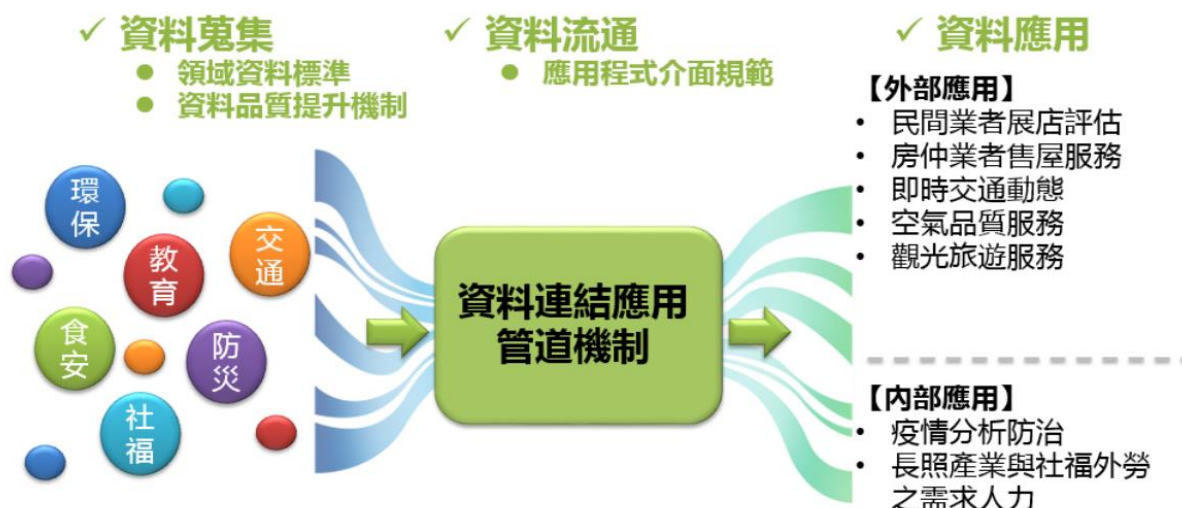 ✓ 資料蒐集
● 領域資料標準
● 資料品質提升機制
✓ 資料流通
● 應用程式介面規範
✓ 資料應用
環保
教育
交通
食安
防災
社福
資料連結應用
管道機制
【外部應用】
• 民間業者展店評估
• 房仲業者售屋服務
• 即時交通動態
• 空氣品質服務
• 觀光旅遊服務
【內部應用】
• 疫情分析防治
• 長照產業與社福外勞
之需求人力